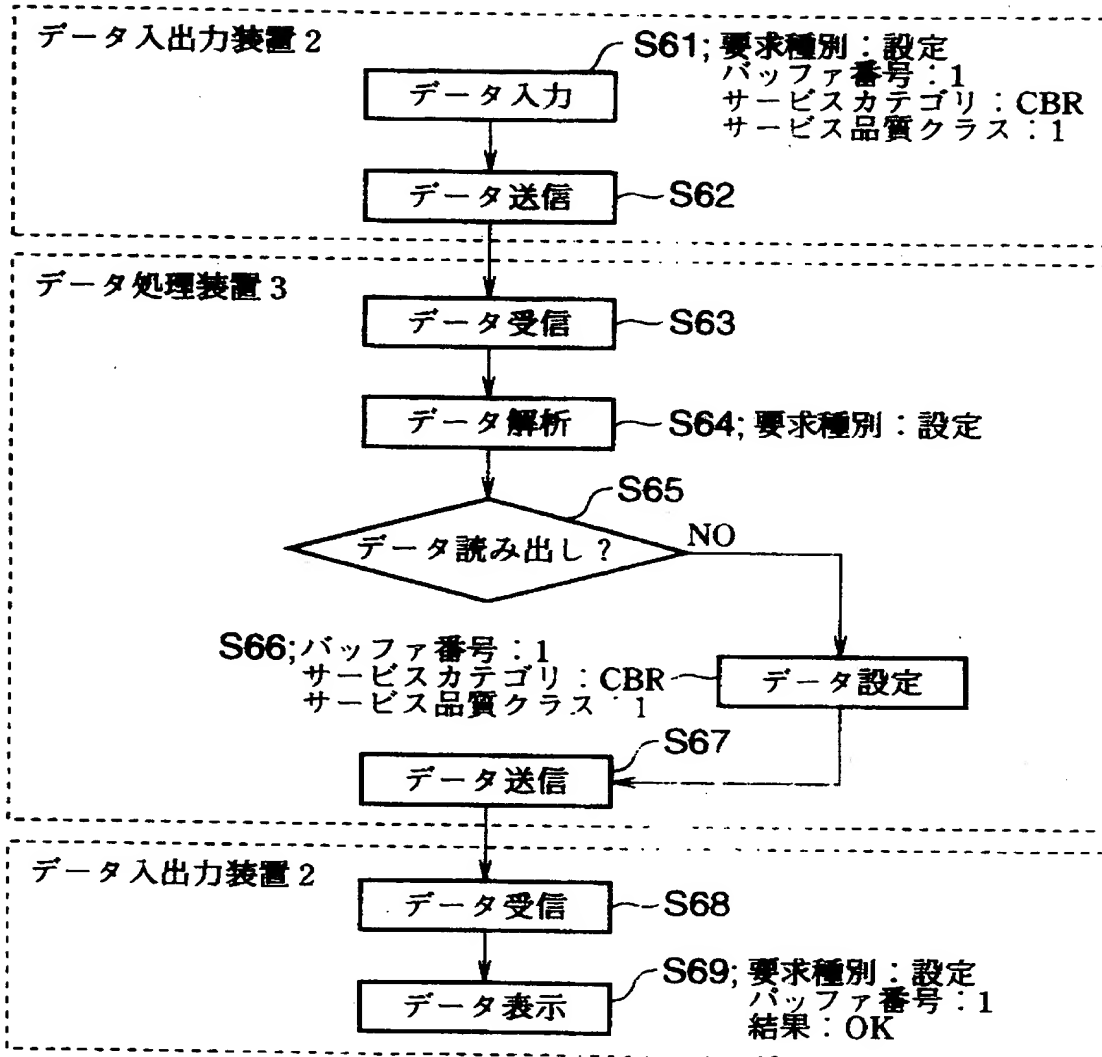 データ入出力装置2
S61; 要求種別：設定
バッファ番号：1
サービスカテゴリ：CBR
サービス品質クラス：1
データ入力
データ送信
S62
データ処理装置3
データ受信
S63
データ解析
S64; 要求種別：設定
S65
データ読み出し？
NO
S66; バッファ番号：1
サービスカテゴリ：CBR
サービス品質クラス：1
データ設定
S67
データ送信
データ入出力装置2
データ受信
S68
S69; 要求種別：設定
バッファ番号：1
結果：OK
データ表示